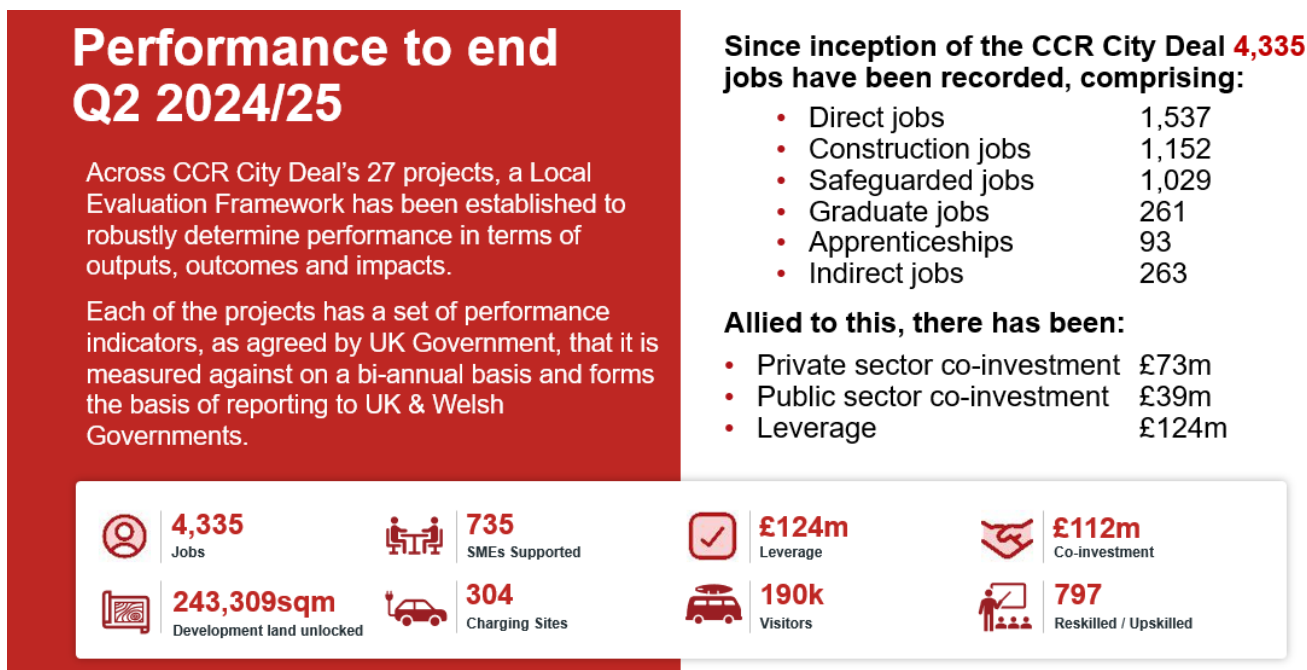 Performance to end
Q2 2024/25
Across CCR City Deal's 27 projects, a Local
Evaluation Framework has been established to
robustly determine performance in terms of
outputs, outcomes and impacts.
Each of the projects has a set of performance
indicators, as agreed by UK Government, that it is
measured against on a bi-annual basis and forms
the basis of reporting to UK & Welsh
Governments.
Since inception of the CCR City Deal 4,335
jobs have been recorded, comprising:
• Direct jobs 1,537
• Construction jobs 1,152
• Safeguarded jobs 1,029
• Graduate jobs 261
• Apprenticeships 93
• Indirect jobs 263
Allied to this, there has been:
• Private sector co-investment £73m
• Public sector co-investment £39m
• Leverage £124m
4,335
Jobs
735
SMEs Supported
£124m
Leverage
£112m
Co-investment
243,309sqm
Development land unlocked
304
Charging Sites
190k
Visitors
797
Reskilled / Upskilled